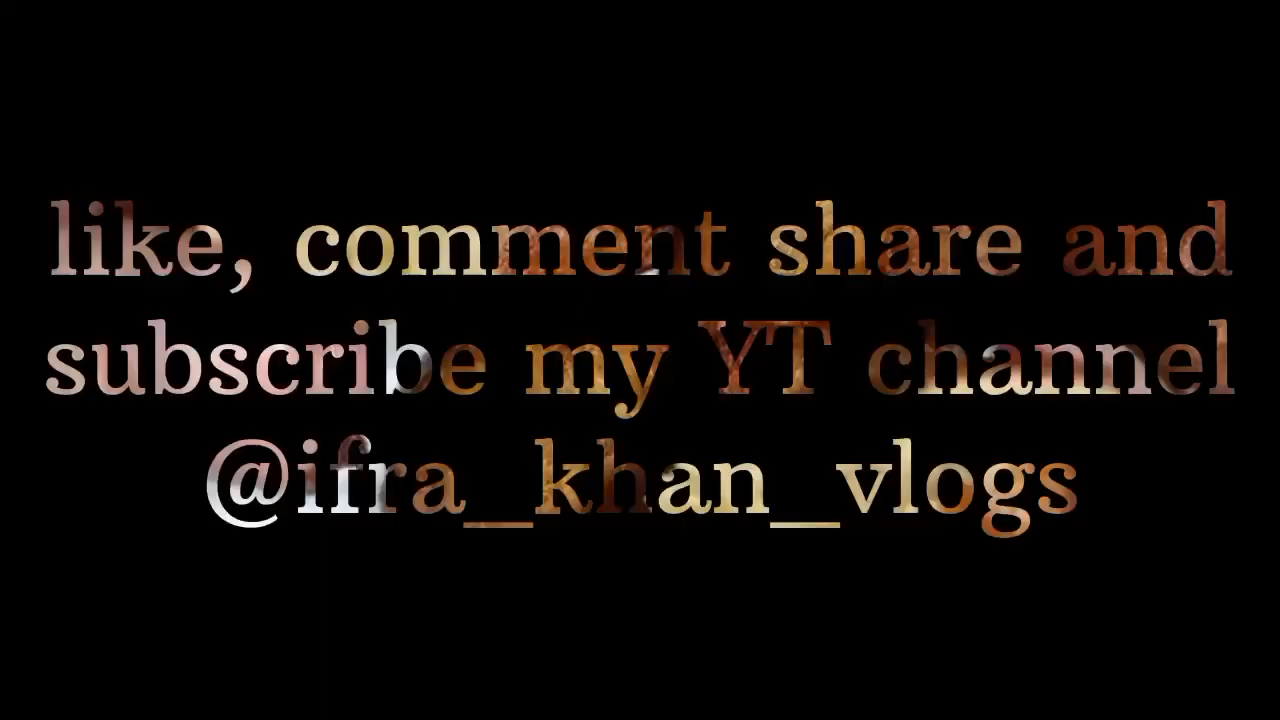 like, comment share and
subscribe my YT channel
@ifra_khan_vlogs